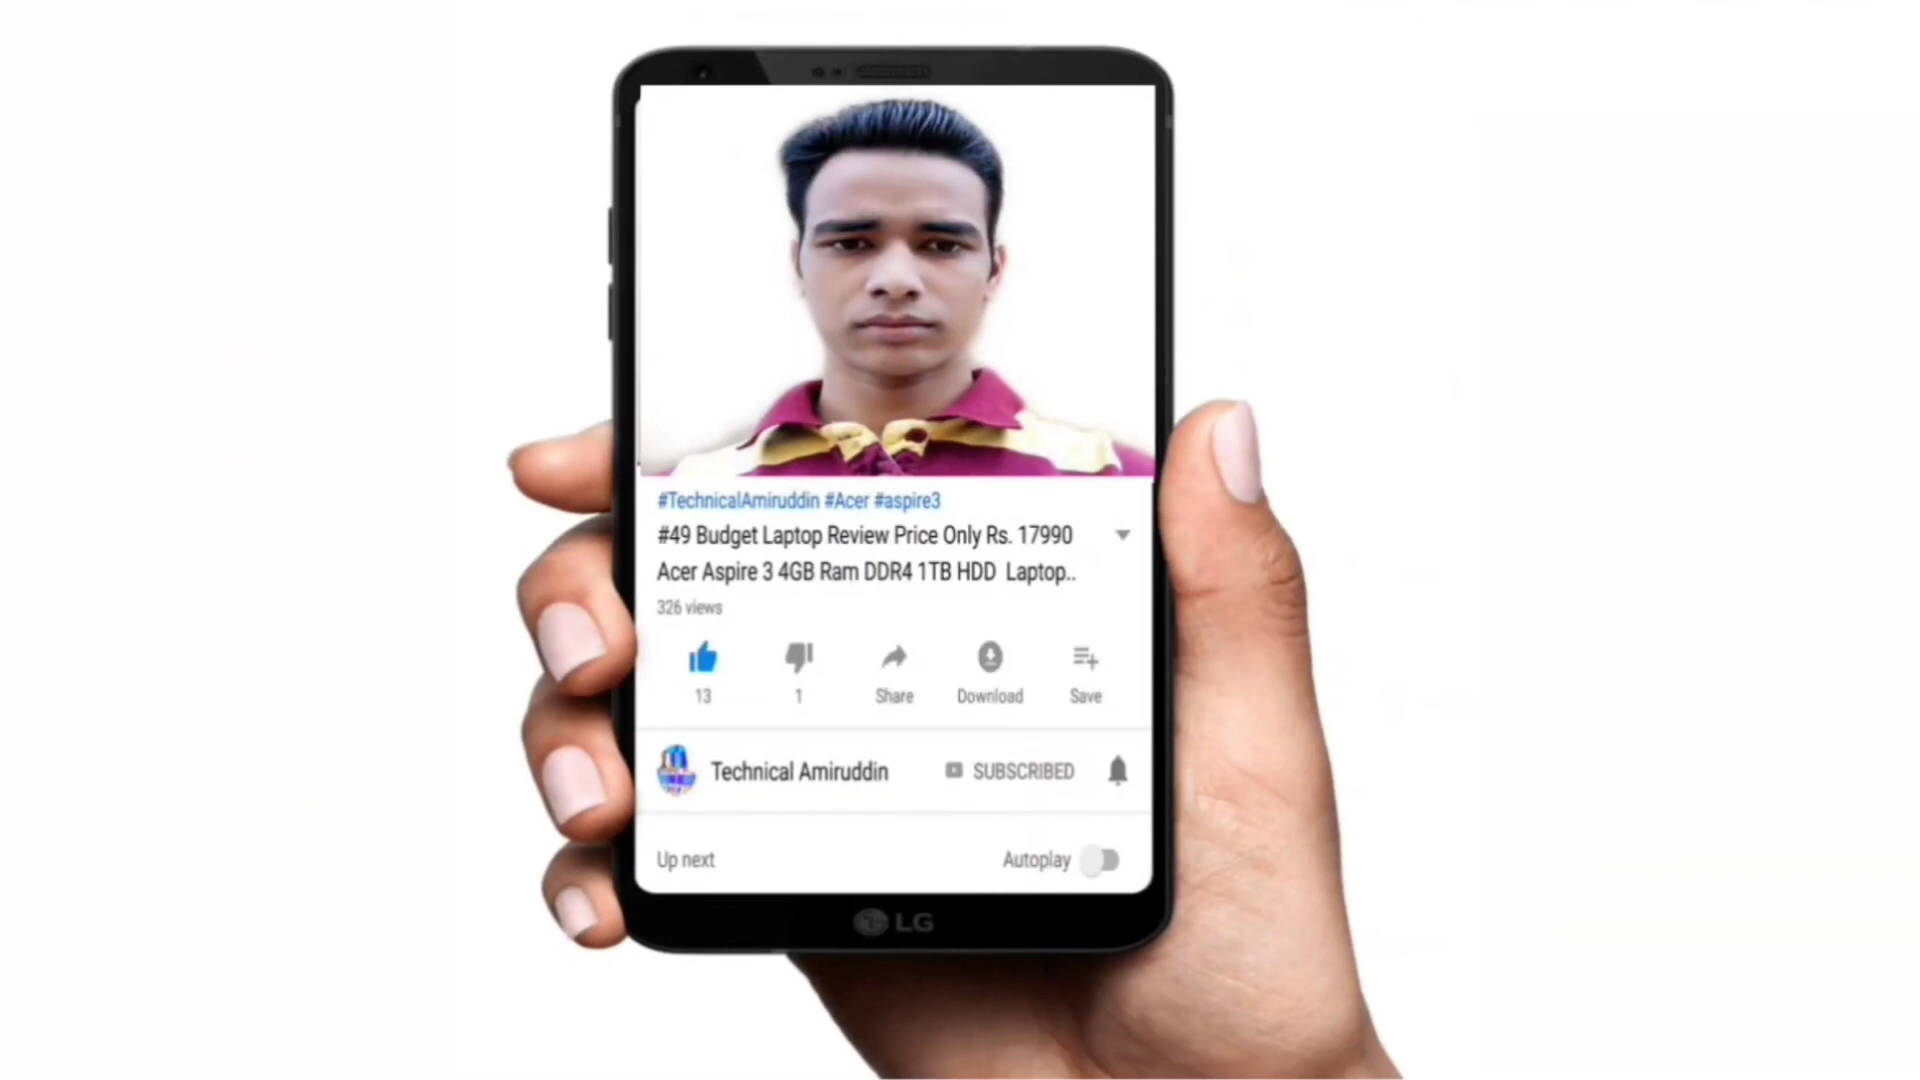 #TechnicalAmiruddin #Acer #aspire3
#49 Budget Laptop Review Price Only Rs. 17990
Acer Aspire 3 4GB Ram DDR4 1TB HDD Laptop..
326 views
13
1
Share
Download
Save
Technical Amiruddin
SUBSCRIBED
Up next
Autoplay
LG